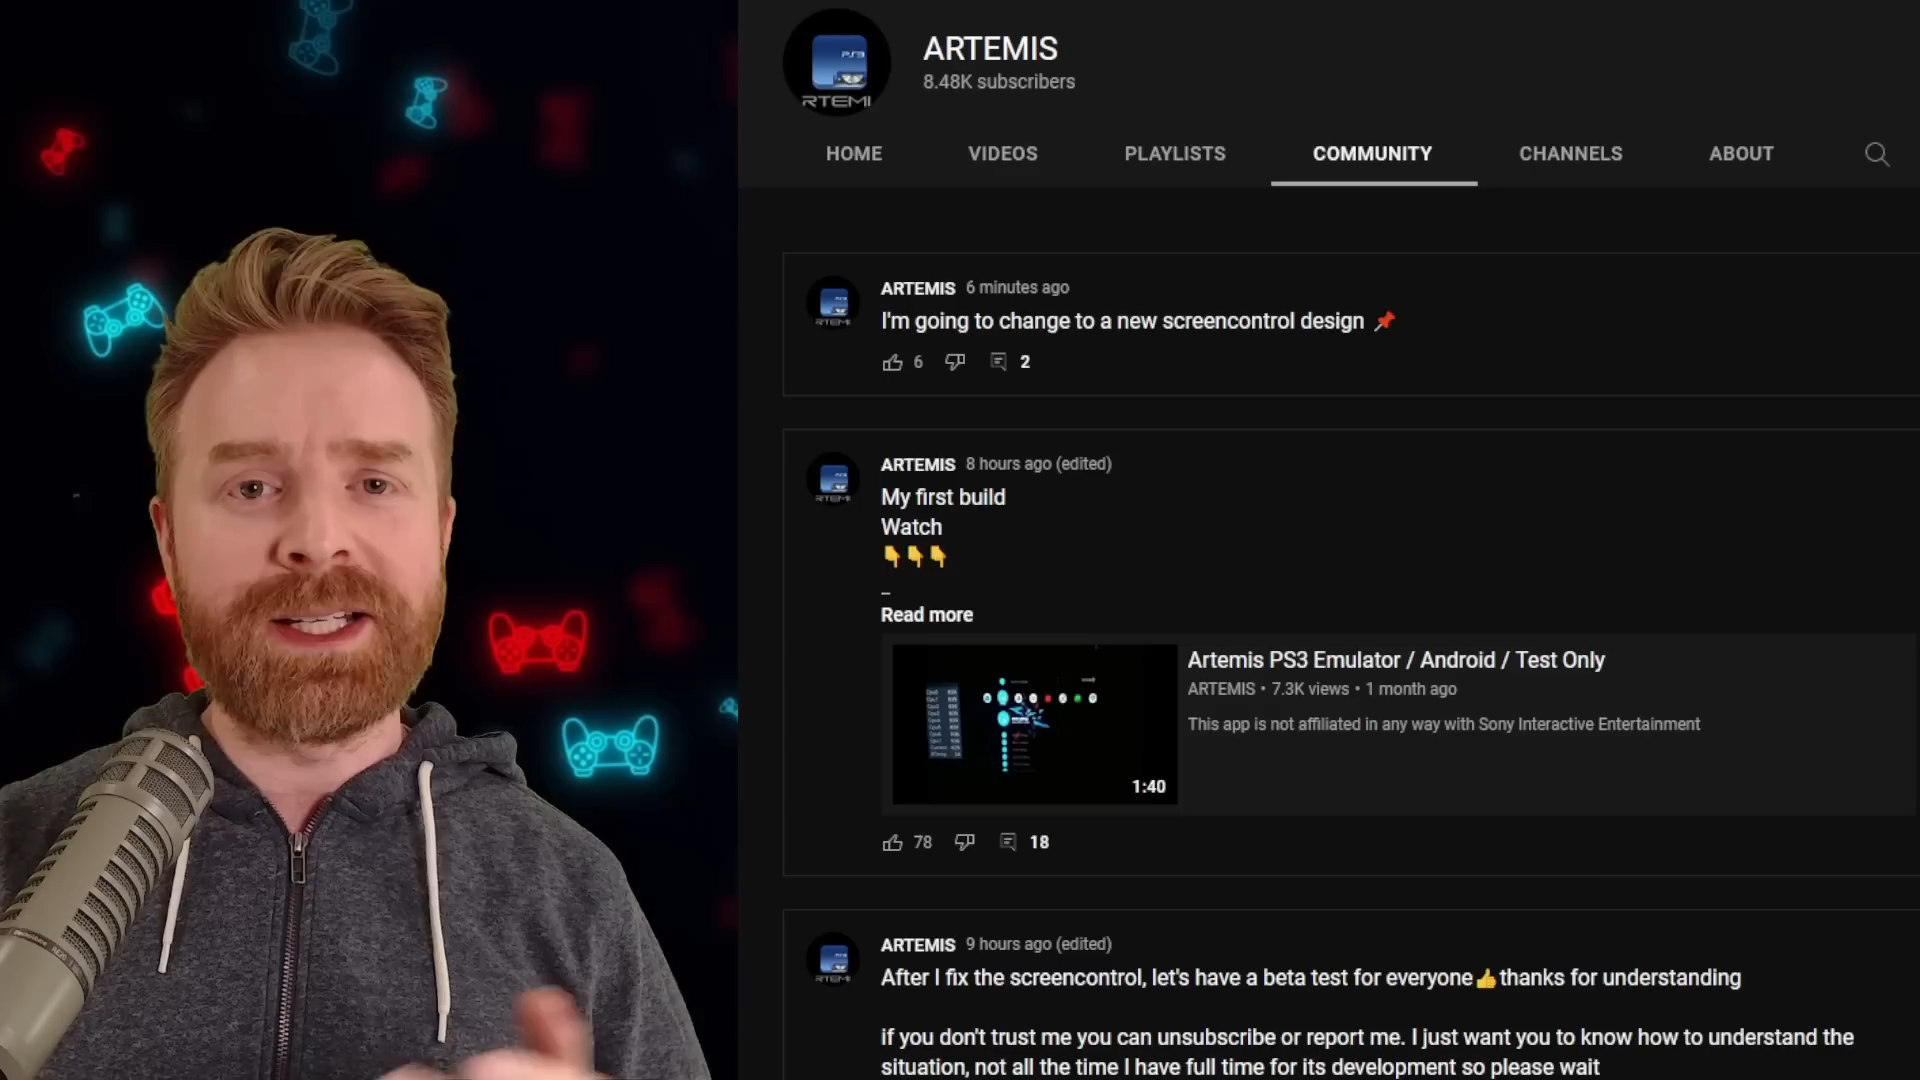 ARTEMIS
8.48K subscribers
PS3
RTEMI
HOME VIDEOS PLAYLISTS COMMUNITY CHANNELS ABOUT
ARTEMIS 6 minutes ago
I'm going to change to a new screencontrol design 📌
6 2
ARTEMIS 8 hours ago (edited)
My first build
Watch
👇👇👇
_
Read more
Artemis PS3 Emulator / Android / Test Only
ARTEMIS • 7.3K views • 1 month ago
This app is not affiliated in any way with Sony Interactive Entertainment
1:40
78 18
ARTEMIS 9 hours ago (edited)
After I fix the screencontrol, let's have a beta test for everyone👍thanks for understanding
if you don't trust me you can unsubscribe or report me. I just want you to know how to understand the
situation, not all the time I have full time for its development so please wait